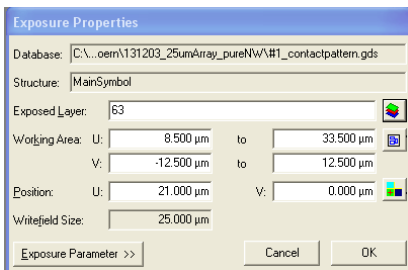 Exposure Properties
Database: C:\...oern\131203_25umArray_pureNW\#1_contactpattern.gds
Structure: MainSymbol
Exposed Layer: 63
Working Area: U: 8.500 µm to 33.500 µm
V: -12.500 µm to 12.500 µm
Position: U: 21.000 µm V: 0.000 µm
Writefield Size: 25.000 µm
Exposure Parameter >> Cancel OK